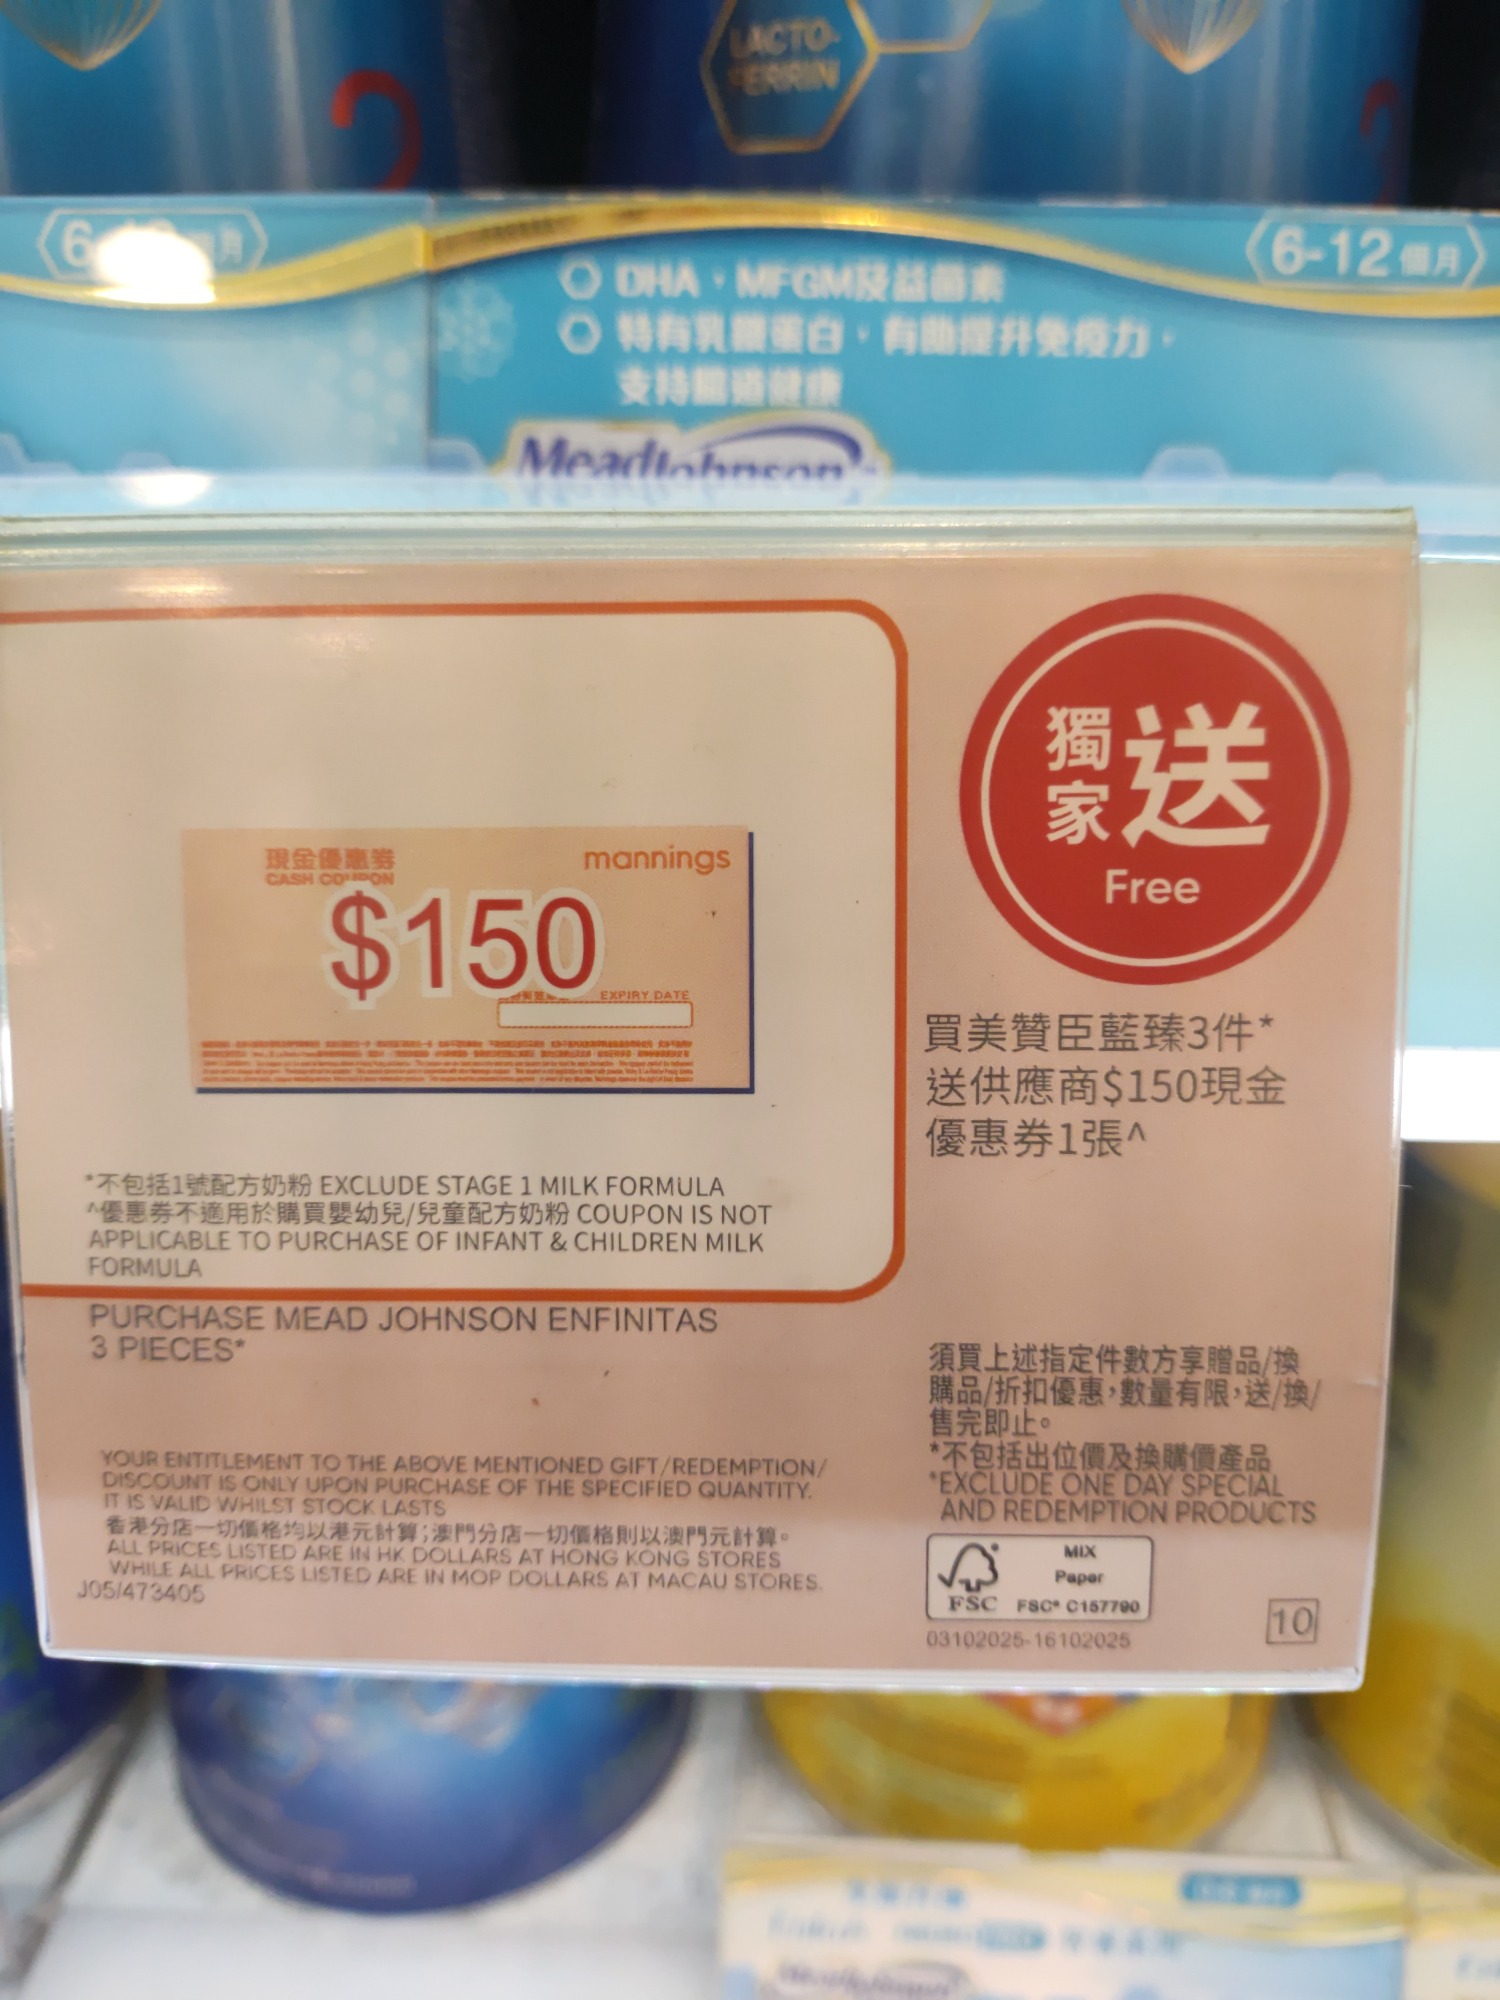 LACTO-
FERRIN
2
6-12個月
DHA、MFGM及益菌素
特有乳鐵蛋白，有助提升免疫力，
支持腸道健康
MeadJohnson
獨家送
Free
現金優惠券
CASH COUPON
mannings
$150
EXPIRY DATE
買美贊臣藍臻3件*
送供應商$150現金
優惠券1張^
*不包括1號配方奶粉 EXCLUDE STAGE 1 MILK FORMULA
^優惠券不適用於購買嬰幼兒/兒童配方奶粉 COUPON IS NOT
APPLICABLE TO PURCHASE OF INFANT & CHILDREN MILK
FORMULA
PURCHASE MEAD JOHNSON ENFINITAS
3 PIECES*
須買上述指定件數方享贈品/換
購品/折扣優惠，數量有限，送/換/
售完即止。
*不包括出位價及換購價產品
*EXCLUDE ONE DAY SPECIAL
AND REDEMPTION PRODUCTS
YOUR ENTITLEMENT TO THE ABOVE MENTIONED GIFT/REDEMPTION/
DISCOUNT IS ONLY UPON PURCHASE OF THE SPECIFIED QUANTITY.
IT IS VALID WHILST STOCK LASTS
香港分店一切價格均以港元計算；澳門分店一切價格則以澳門元計算。
ALL PRICES LISTED ARE IN HK DOLLARS AT HONG KONG STORES
WHILE ALL PRICES LISTED ARE IN MOP DOLLARS AT MACAU STORES.
J05/473405
FSC
MIX
Paper
FSC® C157790
03102025-16102025
10